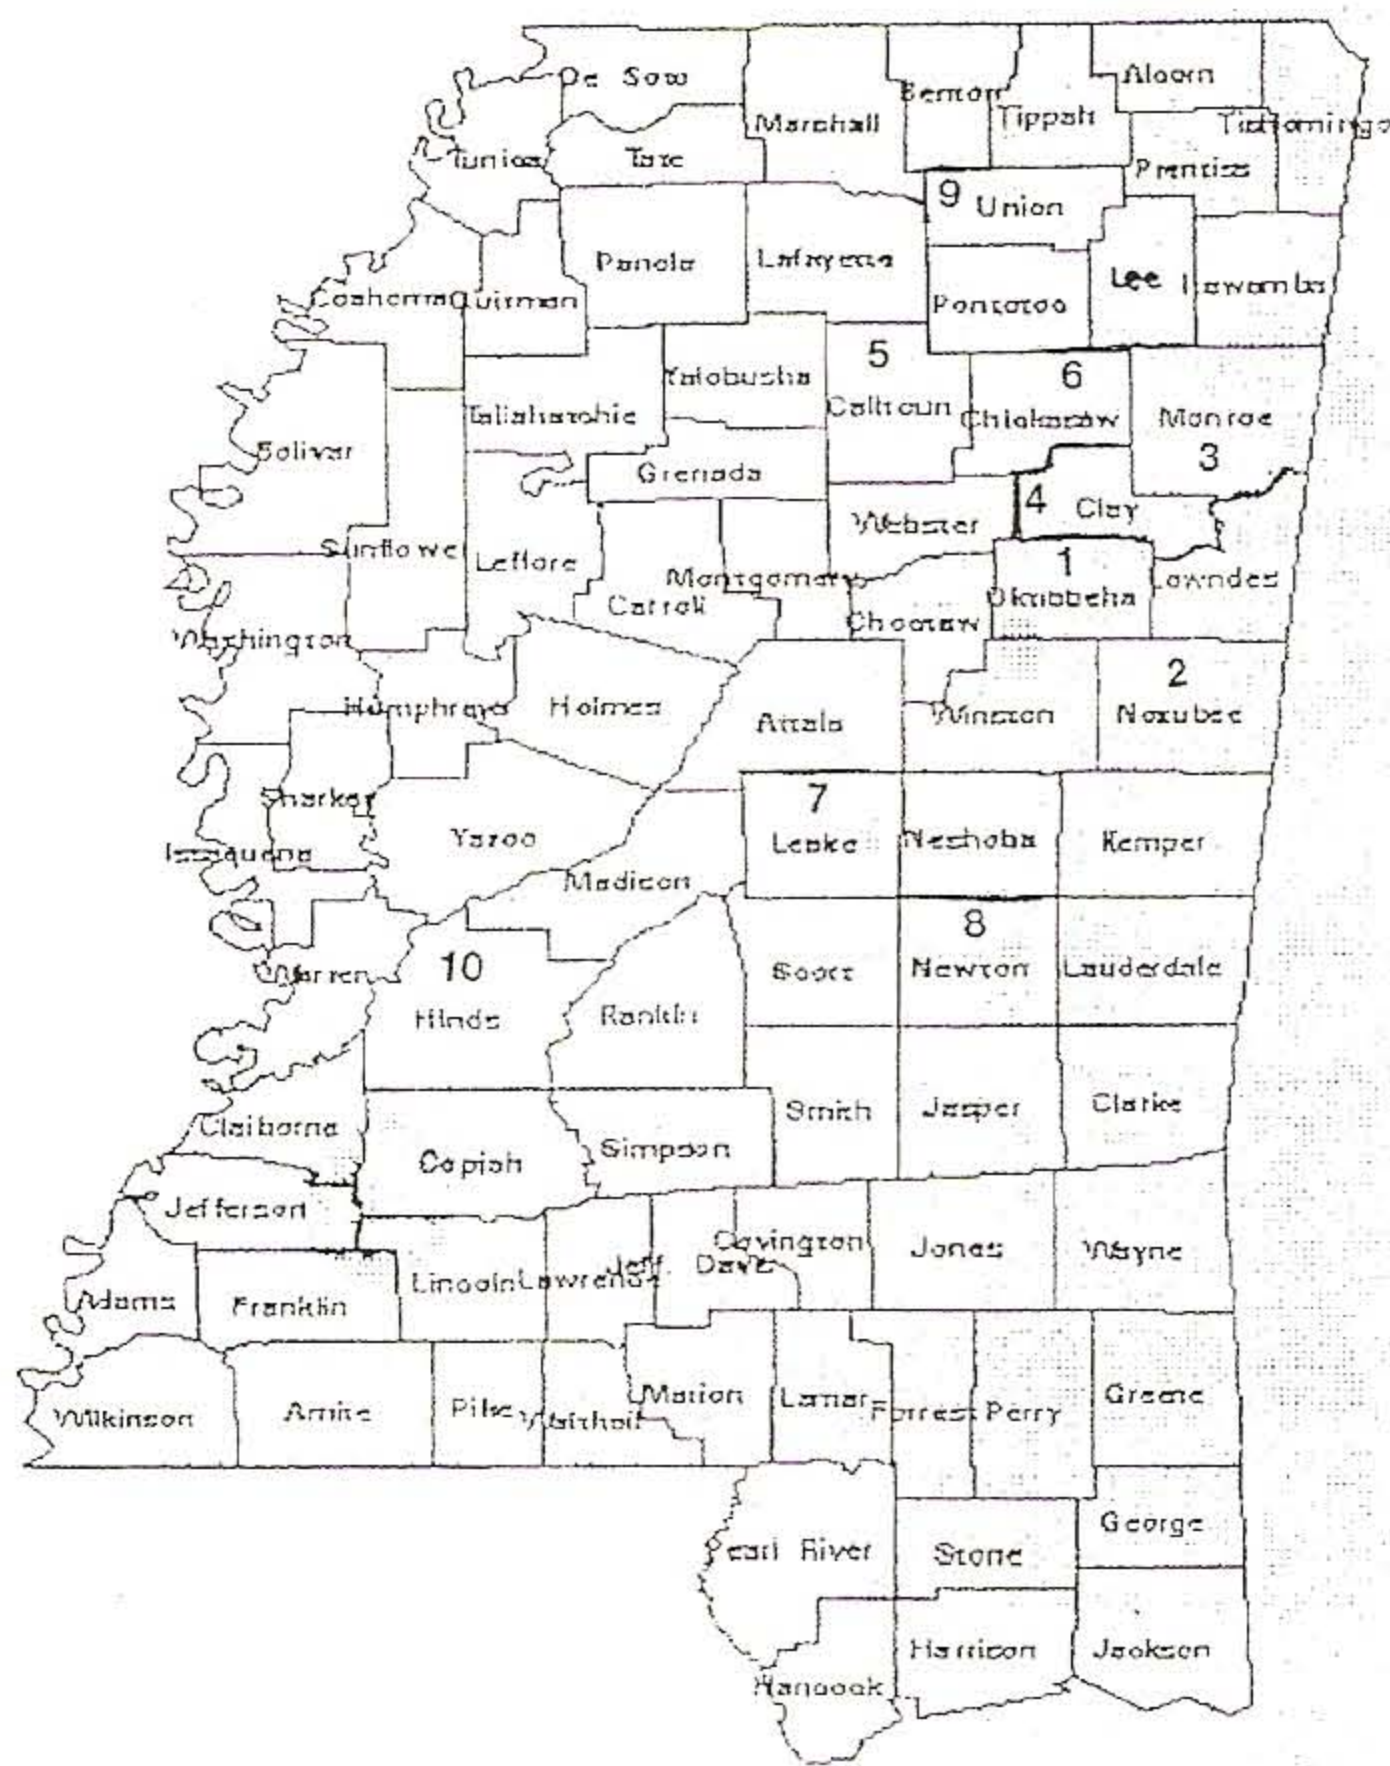 De Soto
Alcorn
Benton
Marshall
Tippah
Tishomingo
Tunica
Tate
Prentiss
9
Union
Panola
Lafayette
Lee
Itawamba
Coahoma
Quitman
Pontotoc
5
6
Yalobusha
Tallahatchie
Calhoun
Chickasaw
Monroe
Bolivar
3
Grenada
4
Clay
Webster
Sunflower
Leflore
1
Montgomery
Lowndes
Carroll
Oktibbeha
Washington
Choctaw
2
Humphreys
Holmes
Attala
Winston
Noxubee
Sharkey
7
Yazoo
Leake
Neshoba
Kemper
Issaquena
Madison
8
10
Warren
Scott
Newton
Lauderdale
Hinds
Rankin
Smith
Jasper
Clarke
Claiborne
Copiah
Simpson
Jefferson
Covington
Jones
Wayne
Jeff. Davis
Lincoln
Lawrence
Adams
Franklin
Marion
Lamar
Greene
Wilkinson
Amite
Pike
Walthall
Forrest
Perry
George
Pearl River
Stone
Harrison
Jackson
Hancock